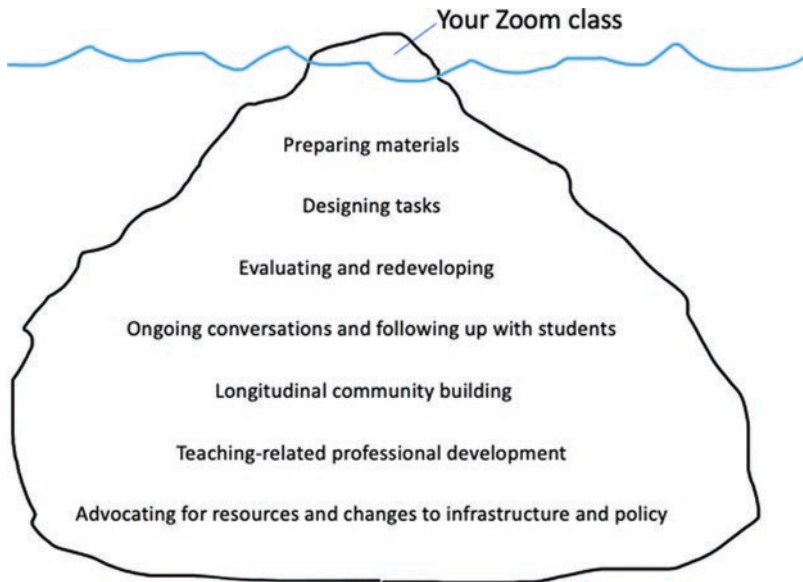 Your Zoom class
Preparing materials
Designing tasks
Evaluating and redeveloping
Ongoing conversations and following up with students
Longitudinal community building
Teaching-related professional development
Advocating for resources and changes to infrastructure and policy